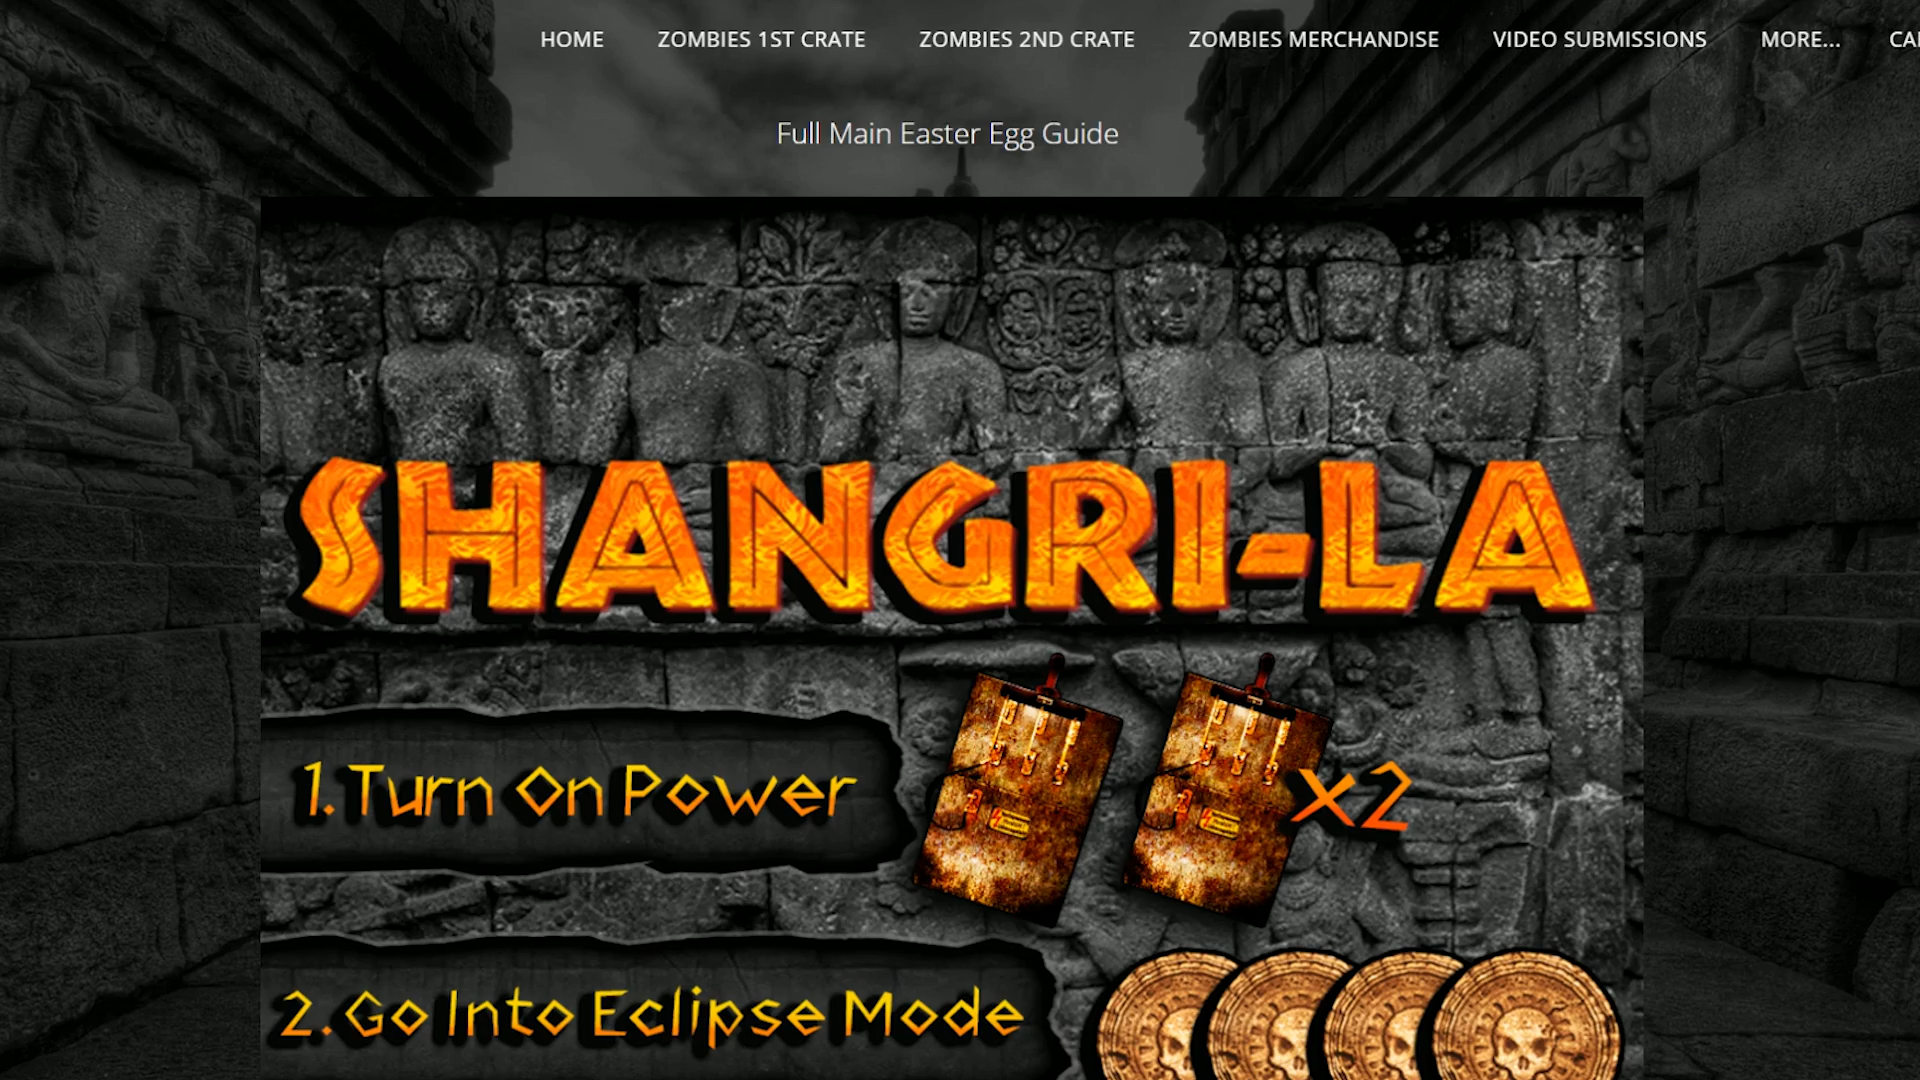 HOME ZOMBIES 1ST CRATE ZOMBIES 2ND CRATE ZOMBIES MERCHANDISE VIDEO SUBMISSIONS MORE...
Full Main Easter Egg Guide
SHANGRI-LA
1. Turn On Power x2
2. Go Into Eclipse Mode